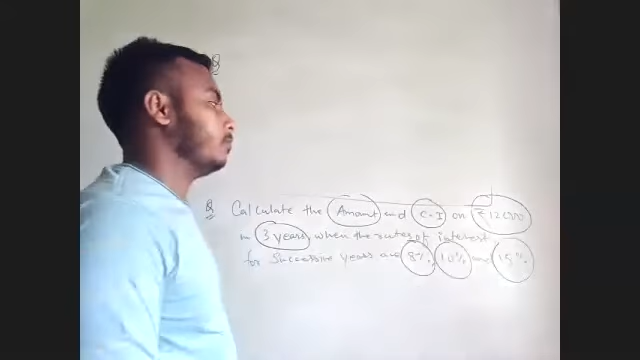 Q
Q Calculate the Amount and C.I on ₹12000
in 3 years, when the rates of interest
for successive years are 8%, 10% and 15%.